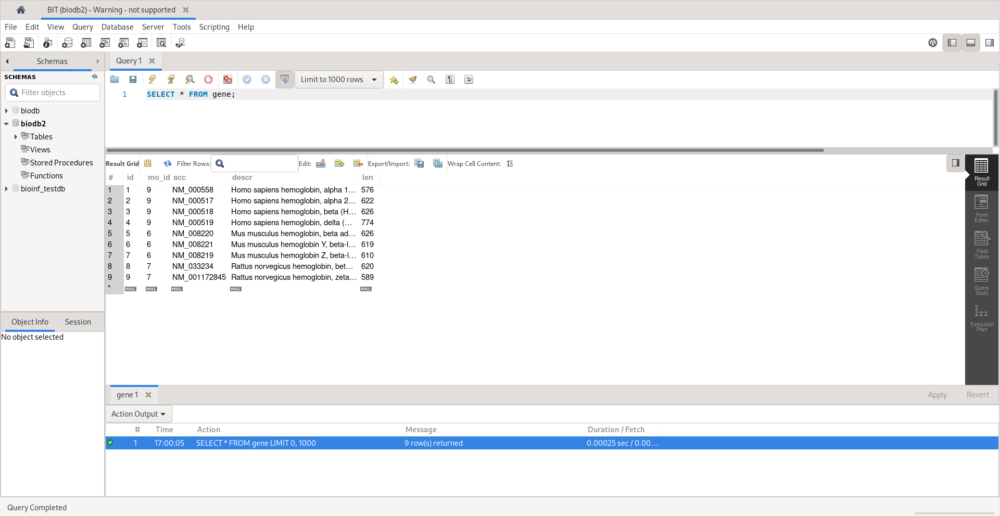 BIT (biodb2) - Warning - not supported
File Edit View Query Database Server Tools Scripting Help
Schemas
Query 1
SCHEMAS
Filter objects
Limit to 1000 rows
1 SELECT * FROM gene;
biodb
biodb2
Tables
Views
Stored Procedures
Functions
bioinf_testdb
Result Grid Filter Rows: Edit: Export/Import: Wrap Cell Content:
# id mo_id acc descr len
1 1 9 NM_000558 Homo sapiens hemoglobin, alpha 1... 576
2 2 9 NM_000517 Homo sapiens hemoglobin, alpha 2... 622
3 3 9 NM_000518 Homo sapiens hemoglobin, beta (H... 626
4 4 9 NM_000519 Homo sapiens hemoglobin, delta (... 774
5 5 6 NM_008220 Mus musculus hemoglobin, beta ad... 626
6 6 6 NM_008221 Mus musculus hemoglobin Y, beta-l... 619
7 7 6 NM_008219 Mus musculus hemoglobin Z, beta-l... 610
8 8 7 NM_033234 Rattus norvegicus hemoglobin, bet... 620
9 9 7 NM_001172845 Rattus norvegicus hemoglobin, zeta... 589
* NULL NULL NULL NULL NULL
Result
Grid
Form
Editor
Field
Types
Query
Stats
Execution
Plan
Object Info Session
No object selected
gene 1
Apply Revert
Action Output
# Time Action Message Duration / Fetch
1 17:00:05 SELECT * FROM gene LIMIT 0, 1000 9 row(s) returned 0.00025 sec / 0.00...
Query Completed